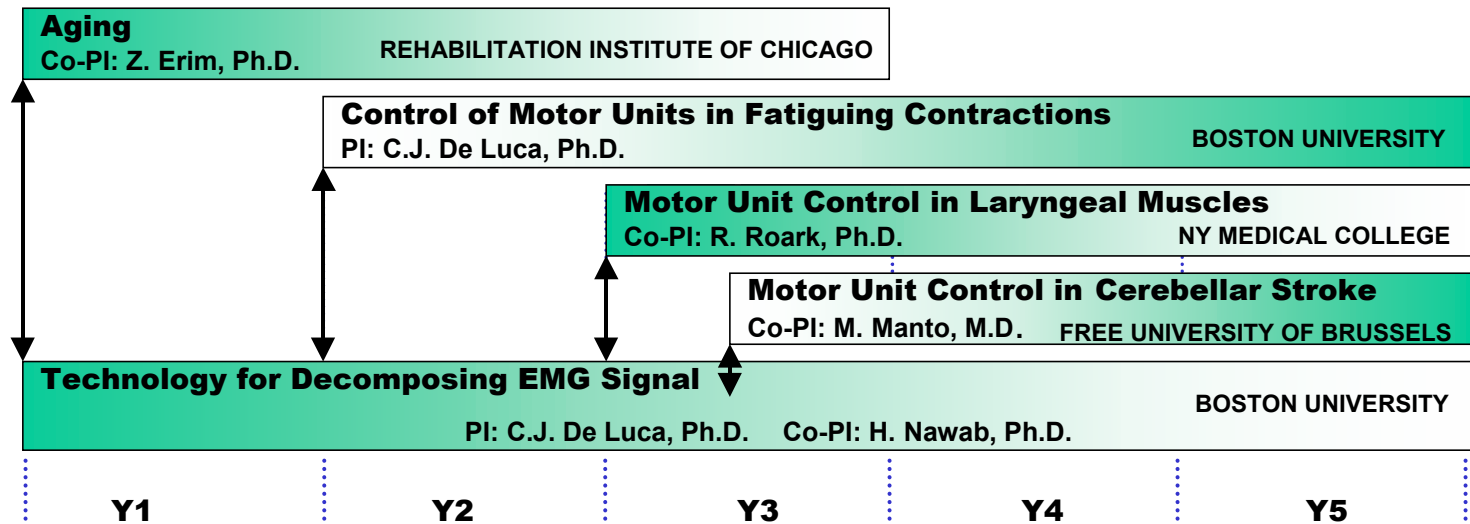 Aging
Co-PI: Z. Erim, Ph.D.
REHABILITATION INSTITUTE OF CHICAGO
Control of Motor Units in Fatiguing Contractions
PI: C.J. De Luca, Ph.D.
BOSTON UNIVERSITY
Motor Unit Control in Laryngeal Muscles
Co-PI: R. Roark, Ph.D.
NY MEDICAL COLLEGE
Motor Unit Control in Cerebellar Stroke
Co-PI: M. Manto, M.D.
FREE UNIVERSITY OF BRUSSELS
Technology for Decomposing EMG Signal
BOSTON UNIVERSITY
PI: C.J. De Luca, Ph.D. Co-PI: H. Nawab, Ph.D.
Y1 Y2 Y3 Y4 Y5